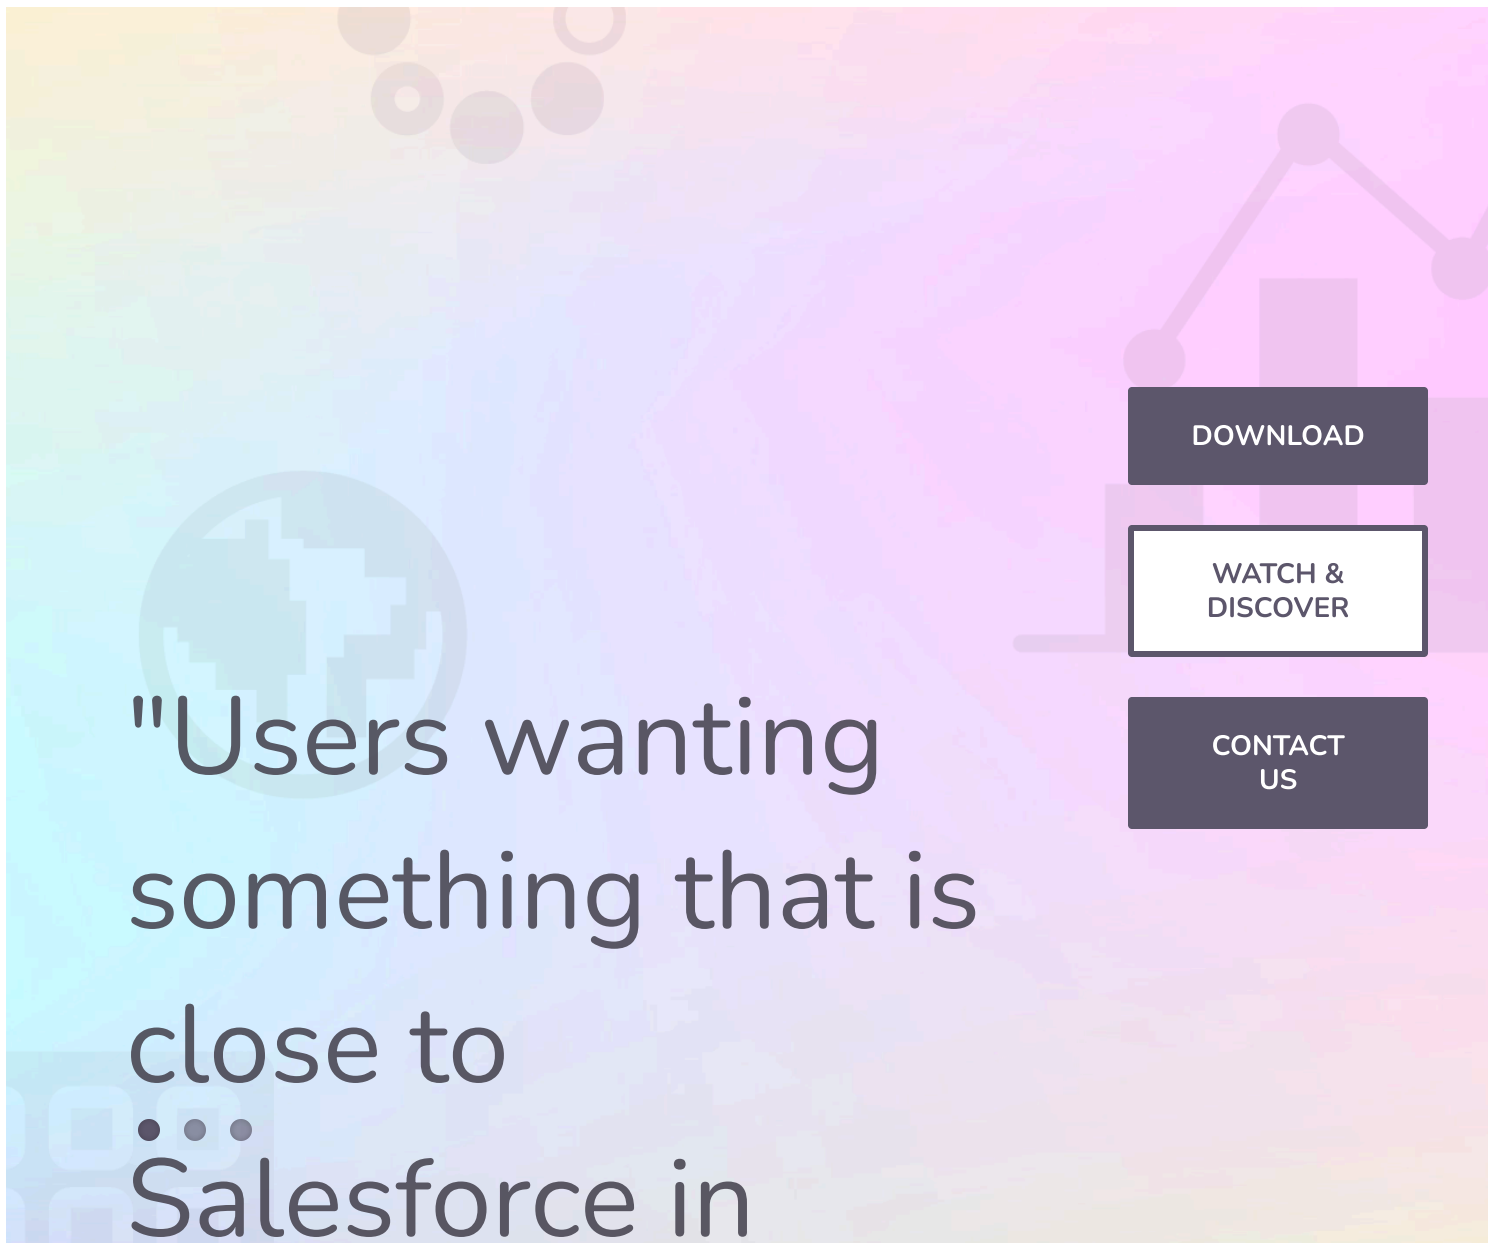 DOWNLOAD
WATCH &
DISCOVER
CONTACT
US
"Users wanting
something that is
close to
Salesforce in